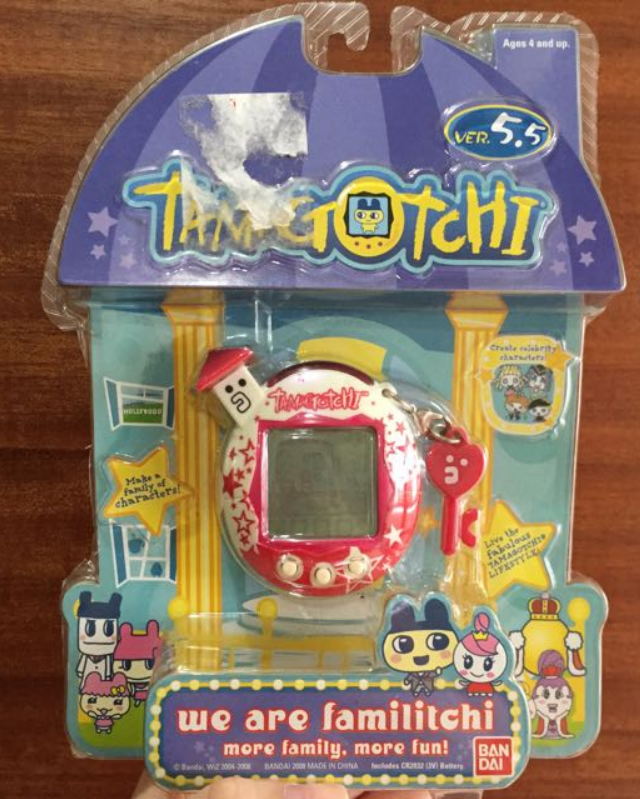 Ages 4 and up.
VER. 5.5
TAMAGOTCHI
Create celebrity
characters!
HOLLYWOOD
TAMAGOTCHI
Make a
family of
characters!
Live the
fabulous
TAMAGOTCHI
LIFESTYLE!
we are familitchi
more family, more fun!
BAN
DAI
© Bandai, WiZ 2004-2008 BANDAI 2008 MADE IN CHINA Includes CR2032 (3V) Battery